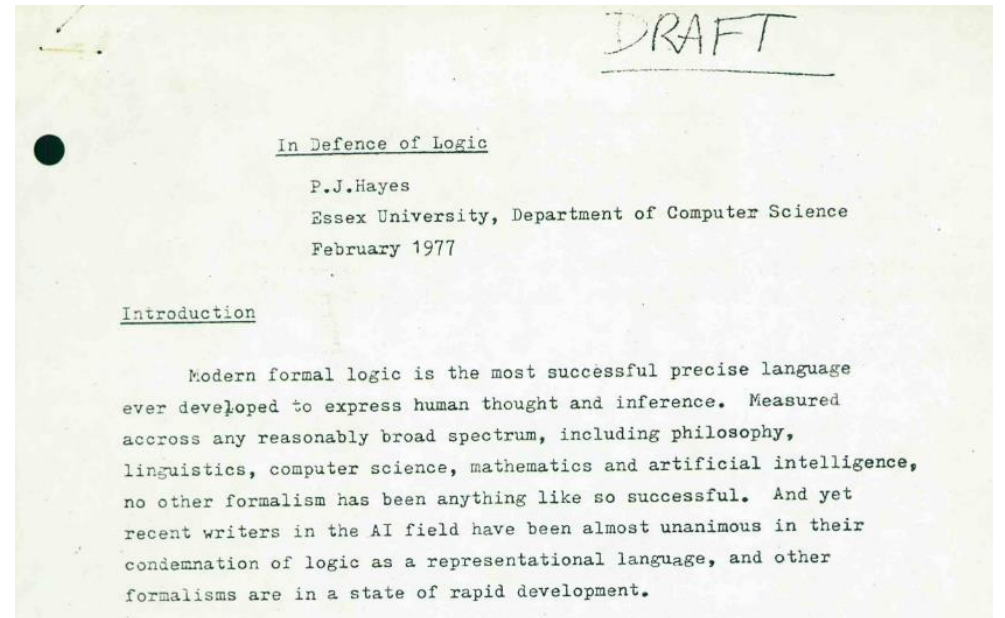 DRAFT
In Defence of Logic
P.J.Hayes
Essex University, Department of Computer Science
February 1977
Introduction
Modern formal logic is the most successful precise language
ever developed to express human thought and inference. Measured
accross any reasonably broad spectrum, including philosophy,
linguistics, computer science, mathematics and artificial intelligence,
no other formalism has been anything like so successful. And yet
recent writers in the AI field have been almost unanimous in their
condemnation of logic as a representational language, and other
formalisms are in a state of rapid development.